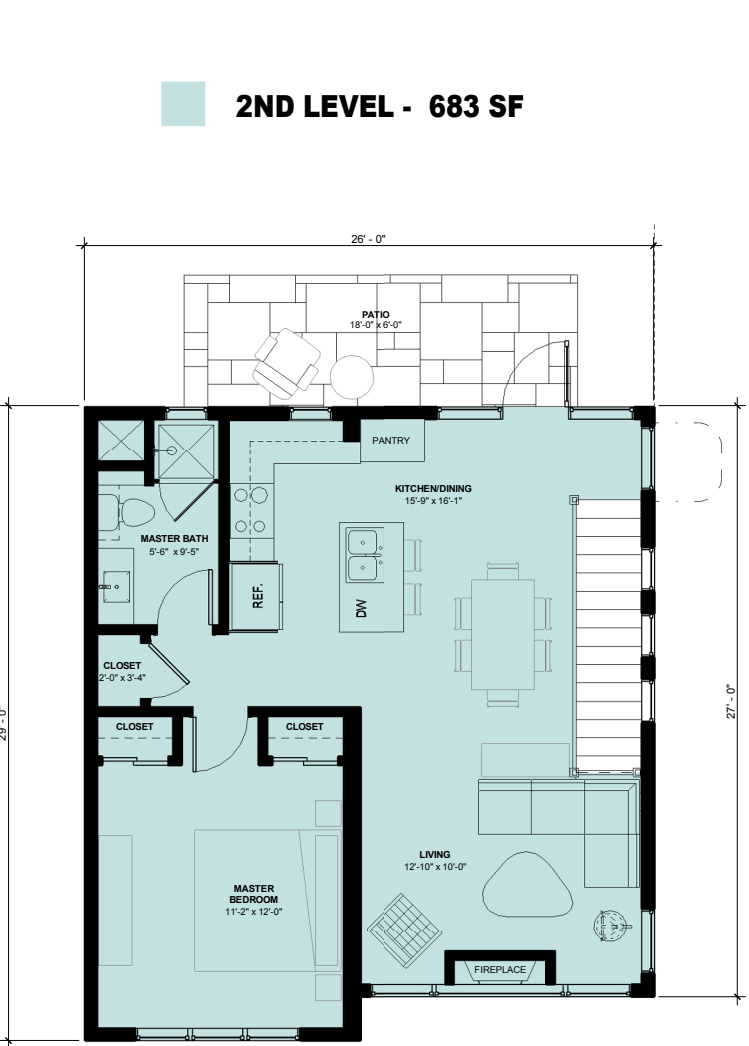 2ND LEVEL - 683 SF
26' - 0"
PATIO
18'-0" x 6'-0"
PANTRY
KITCHEN/DINING
15'-9" x 16'-1"
MASTER BATH
5'-6" x 9'-5"
REF.
DW
CLOSET
2'-0" x 3'-4"
CLOSET
CLOSET
29' - 0"
27' - 0"
LIVING
12'-10" x 10'-0"
MASTER
BEDROOM
11'-2" x 12'-0"
FIREPLACE